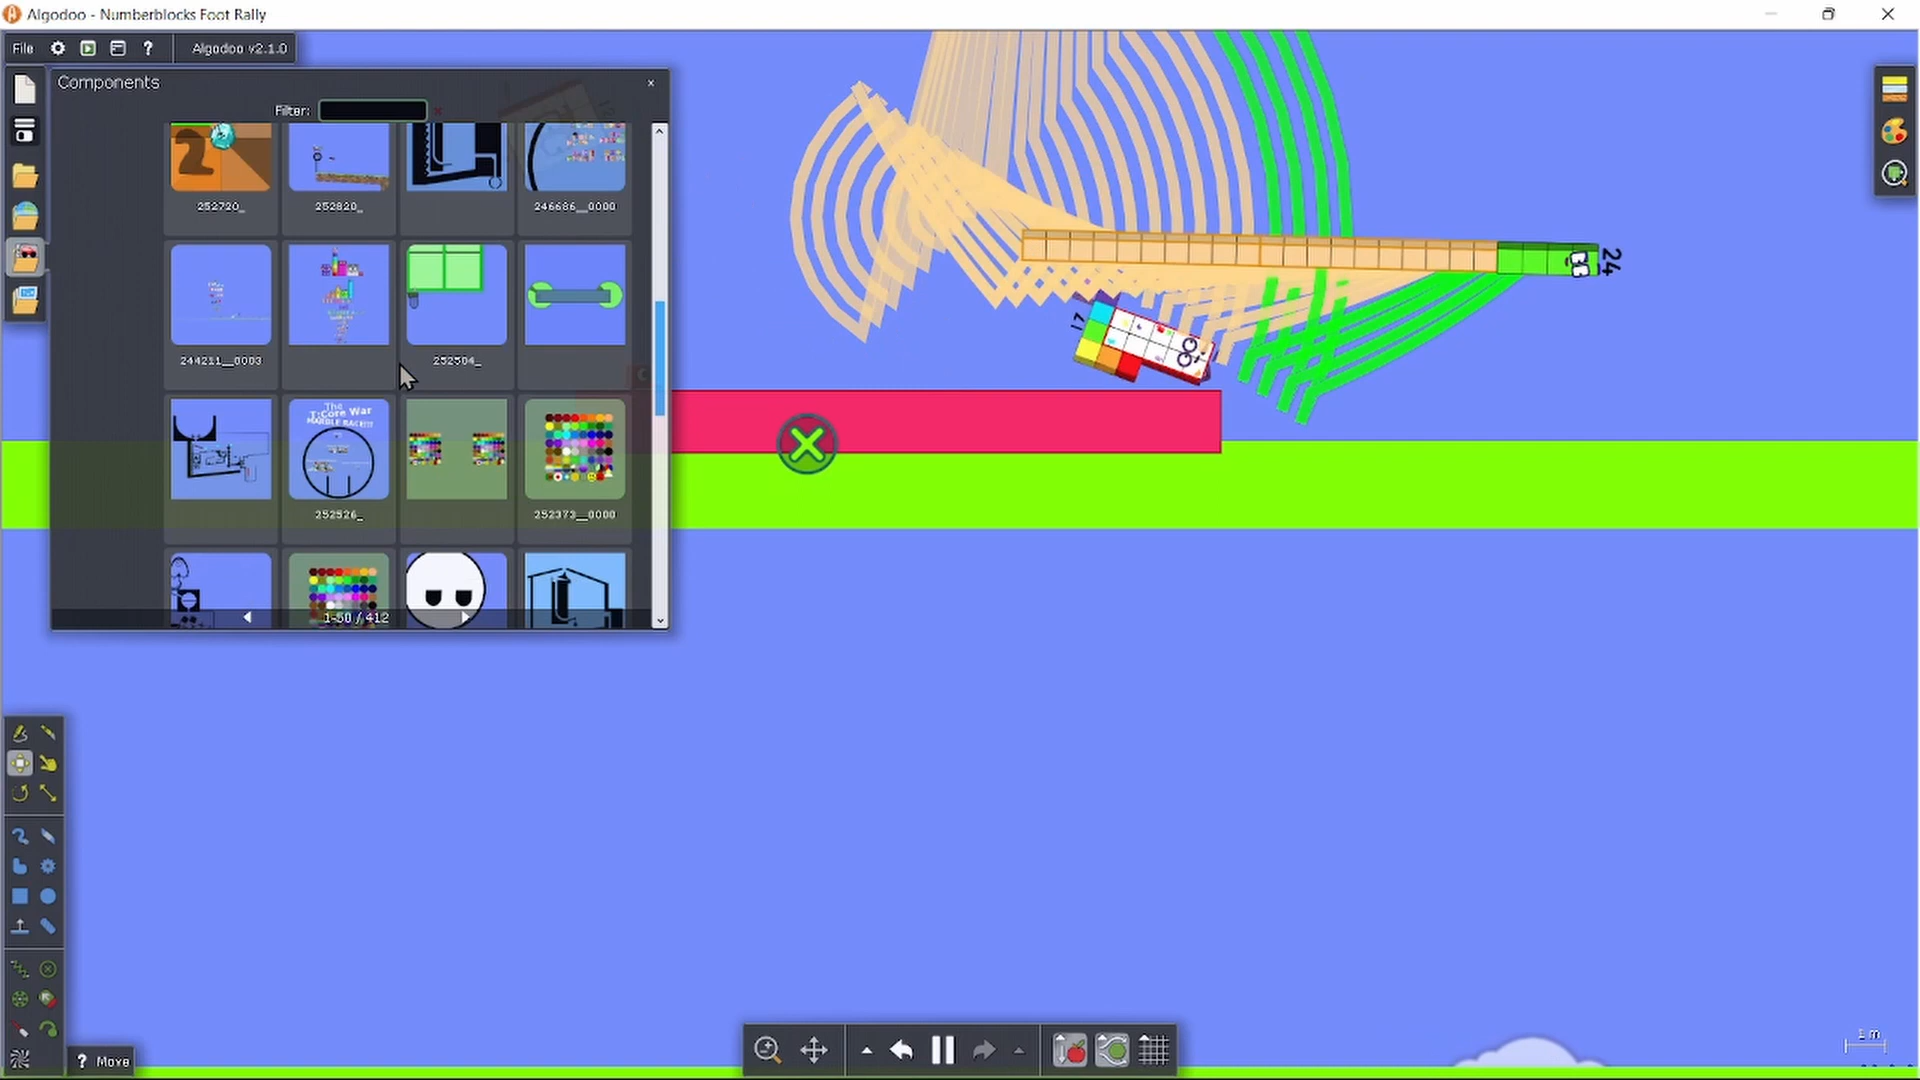 Algodoo - Numberblocks Foot Rally
File
?
Algodoo v2.1.0
Components
Filter:
2
252720_
252820_
246686__0000
244211__0003
252504_
The T:Core War
MARBLE RACE!!!
252526_
252373__0000
1-50 / 412
24
17
? Move
1 m